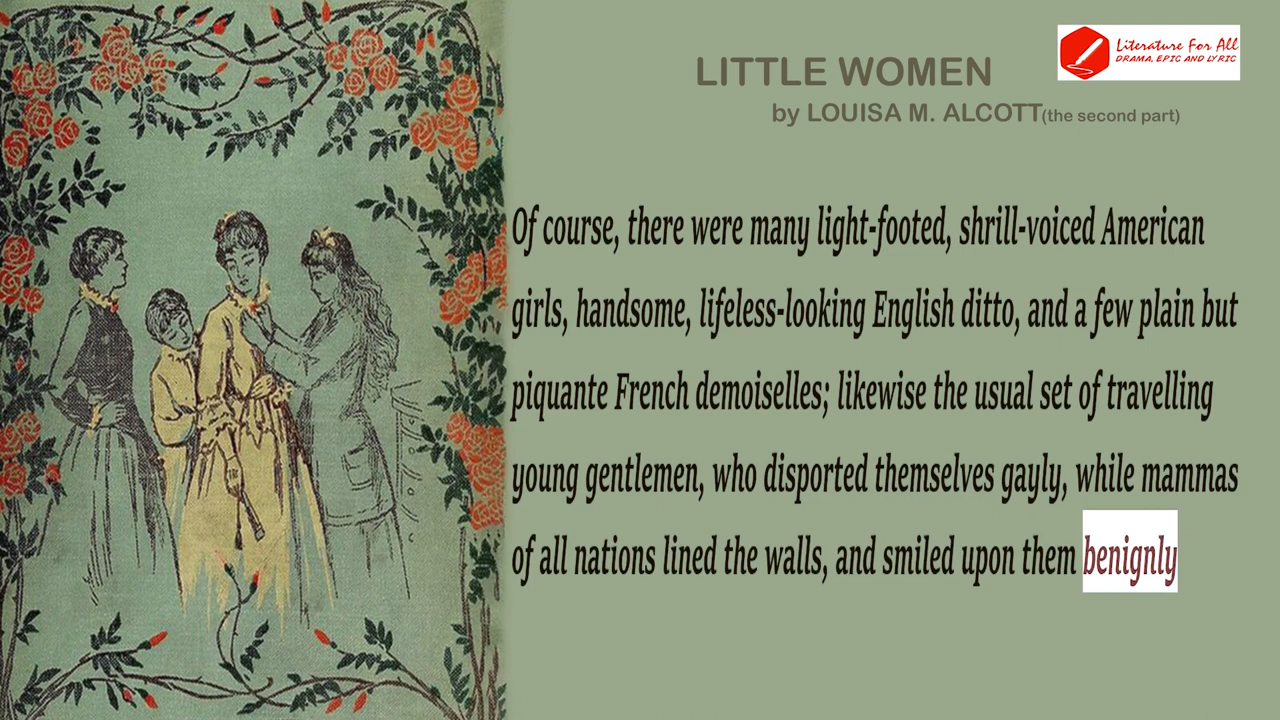 LITTLE WOMEN
by LOUISA M. ALCOTT(the second part)
Literature For All
DRAMA, EPIC AND LYRIC
Of course, there were many light-footed, shrill-voiced American
girls, handsome, lifeless-looking English ditto, and a few plain but
piquante French demoiselles; likewise the usual set of travelling
young gentlemen, who disported themselves gayly, while mammas
of all nations lined the walls, and smiled upon them benignly